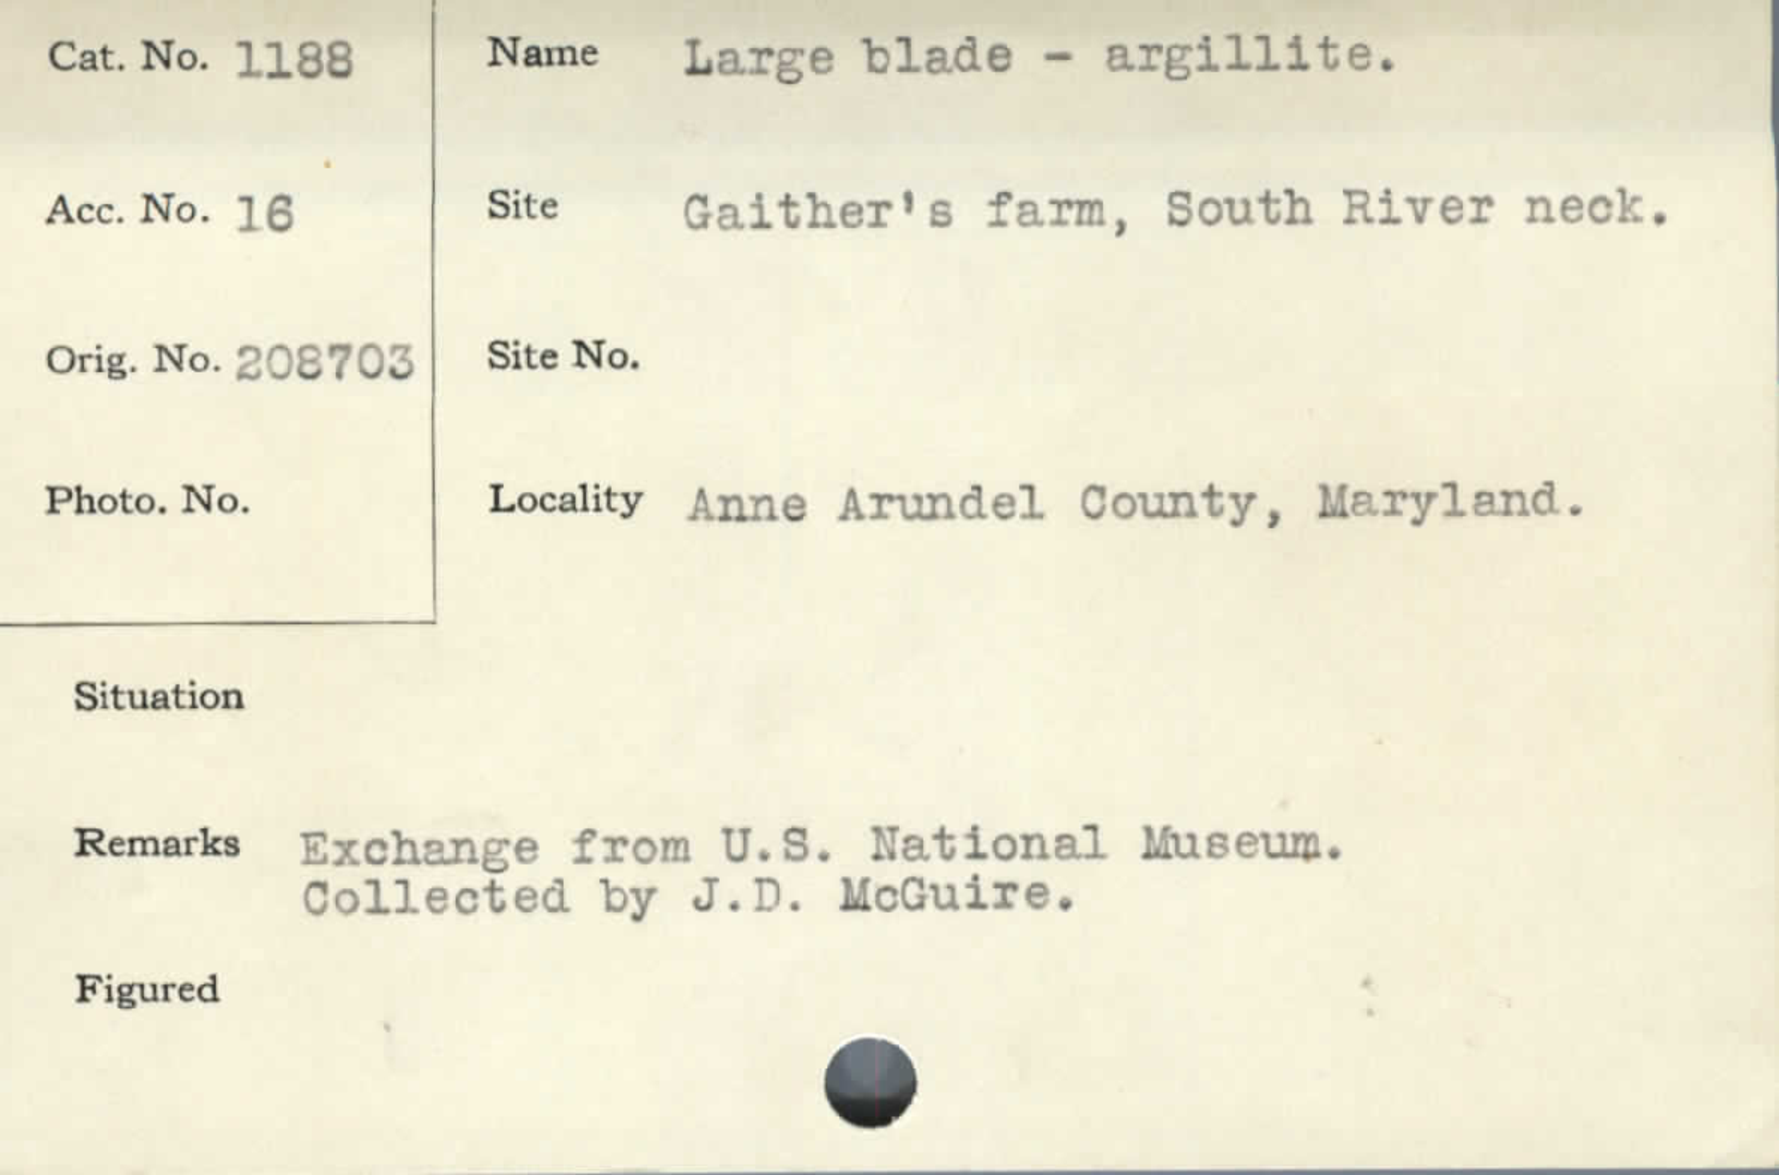 Cat. No. 1188
Acc. No. 16
Orig. No. 208703
Photo. No.
Name Large blade - argillite.
Site Gaither's farm, South River neck.
Site No.
Locality Anne Arundel County, Maryland.
Situation
Remarks Exchange from U.S. National Museum.
Collected by J.D. McGuire.
Figured